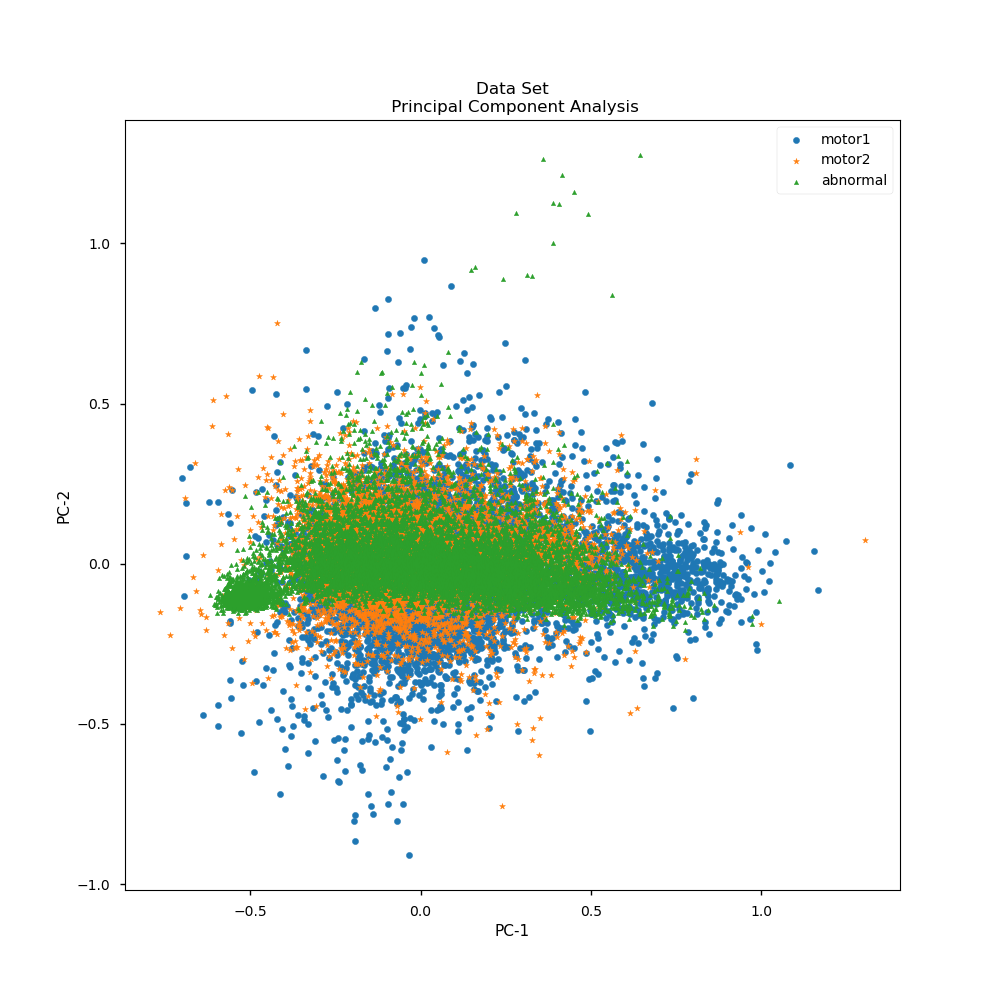 Data Set
Principal Component Analysis
motor1
motor2
abnormal
1.0
0.5
0.0
−0.5
−1.0
PC-2
−0.5
0.0
0.5
1.0
PC-1